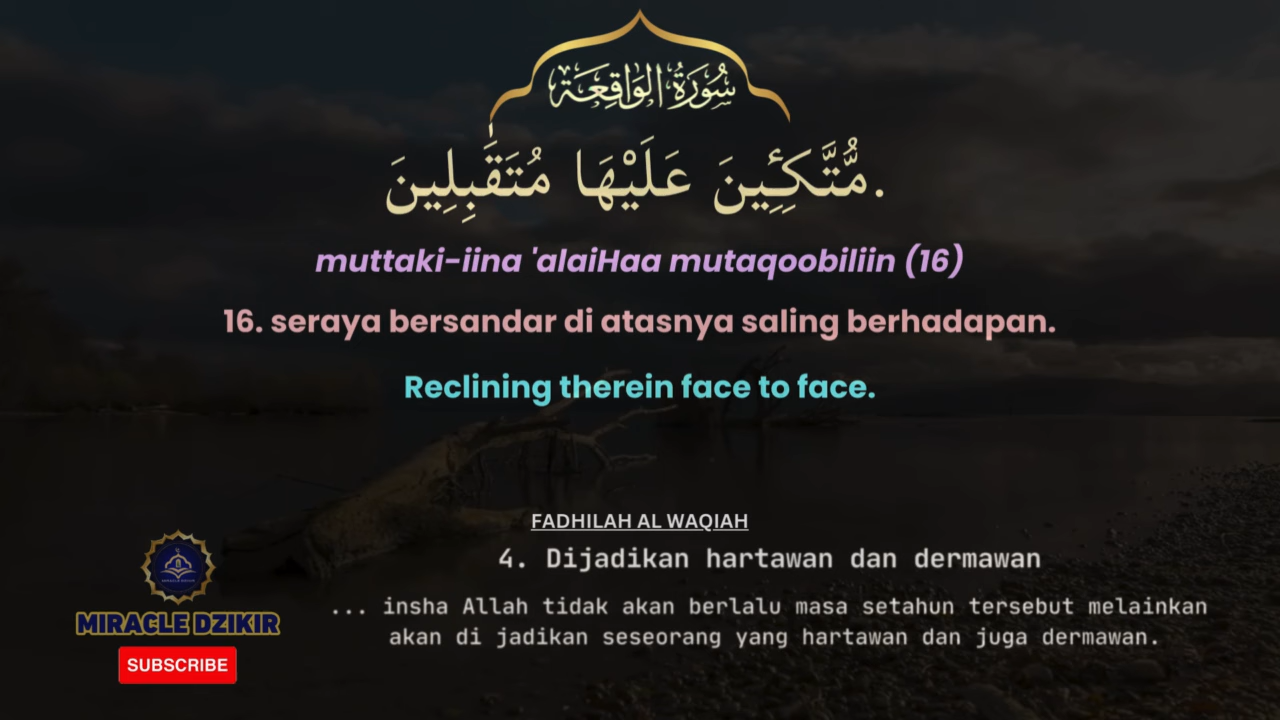 سُورَةُ الوَاقِعَة
مُّتَّكِـِٔينَ عَلَيْهَا مُتَقَٰبِلِينَ.
muttaki-iina 'alaiHaa mutaqoobiliin (16)
16. seraya bersandar di atasnya saling berhadapan.
Reclining therein face to face.
FADHILAH AL WAQIAH
4. Dijadikan hartawan dan dermawan
... insha Allah tidak akan berlalu masa setahun tersebut melainkan
akan di jadikan seseorang yang hartawan dan juga dermawan.
MIRACLE DZIKIR
SUBSCRIBE